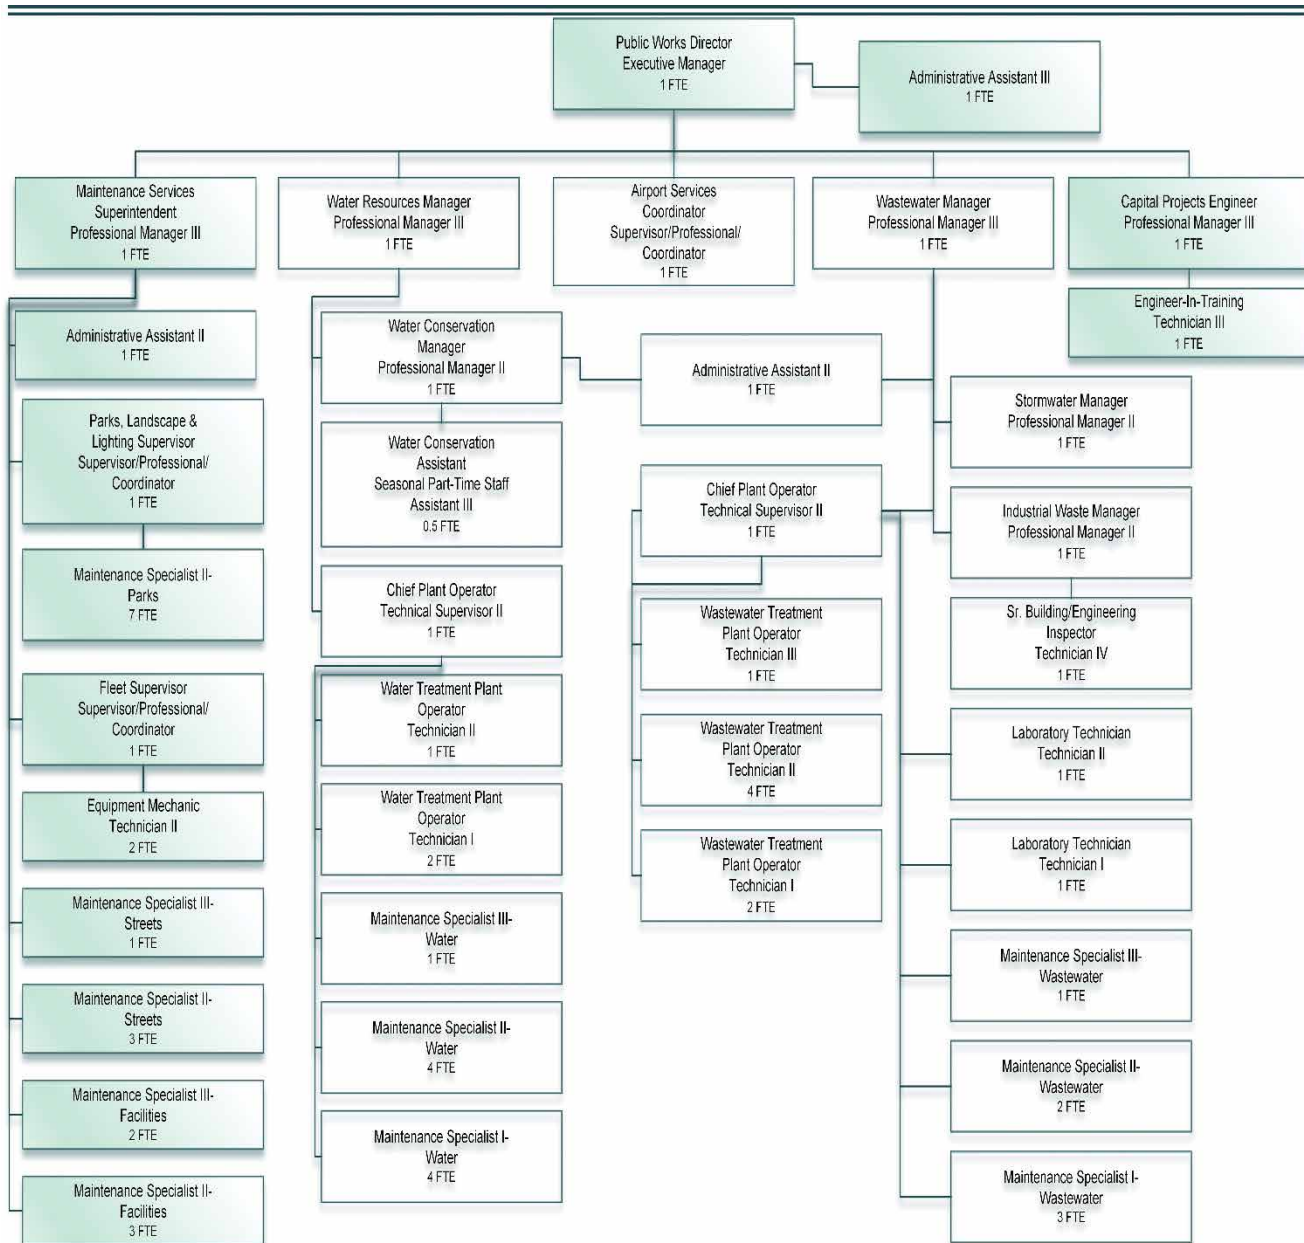 Public Works Director
Executive Manager
1 FTE
Administrative Assistant III
1 FTE
Maintenance Services
Superintendent
Professional Manager III
1 FTE
Water Resources Manager
Professional Manager III
1 FTE
Airport Services
Coordinator
Supervisor/Professional/
Coordinator
1 FTE
Wastewater Manager
Professional Manager III
1 FTE
Capital Projects Engineer
Professional Manager III
1 FTE
Engineer-In-Training
Technician III
1 FTE
Administrative Assistant II
1 FTE
Parks, Landscape &
Lighting Supervisor
Supervisor/Professional/
Coordinator
1 FTE
Maintenance Specialist II-
Parks
7 FTE
Fleet Supervisor
Supervisor/Professional/
Coordinator
1 FTE
Equipment Mechanic
Technician II
2 FTE
Maintenance Specialist III-
Streets
1 FTE
Maintenance Specialist II-
Streets
3 FTE
Maintenance Specialist III-
Facilities
2 FTE
Maintenance Specialist II-
Facilities
3 FTE
Water Conservation
Manager
Professional Manager II
1 FTE
Water Conservation
Assistant
Seasonal Part-Time Staff
Assistant III
0.5 FTE
Chief Plant Operator
Technical Supervisor II
1 FTE
Water Treatment Plant
Operator
Technician II
1 FTE
Water Treatment Plant
Operator
Technician I
2 FTE
Maintenance Specialist III-
Water
1 FTE
Maintenance Specialist II-
Water
4 FTE
Maintenance Specialist I-
Water
4 FTE
Administrative Assistant II
1 FTE
Chief Plant Operator
Technical Supervisor II
1 FTE
Wastewater Treatment
Plant Operator
Technician III
1 FTE
Wastewater Treatment
Plant Operator
Technician II
4 FTE
Wastewater Treatment
Plant Operator
Technician I
2 FTE
Stormwater Manager
Professional Manager II
1 FTE
Industrial Waste Manager
Professional Manager II
1 FTE
Sr. Building/Engineering
Inspector
Technician IV
1 FTE
Laboratory Technician
Technician II
1 FTE
Laboratory Technician
Technician I
1 FTE
Maintenance Specialist III-
Wastewater
1 FTE
Maintenance Specialist II-
Wastewater
2 FTE
Maintenance Specialist I-
Wastewater
3 FTE